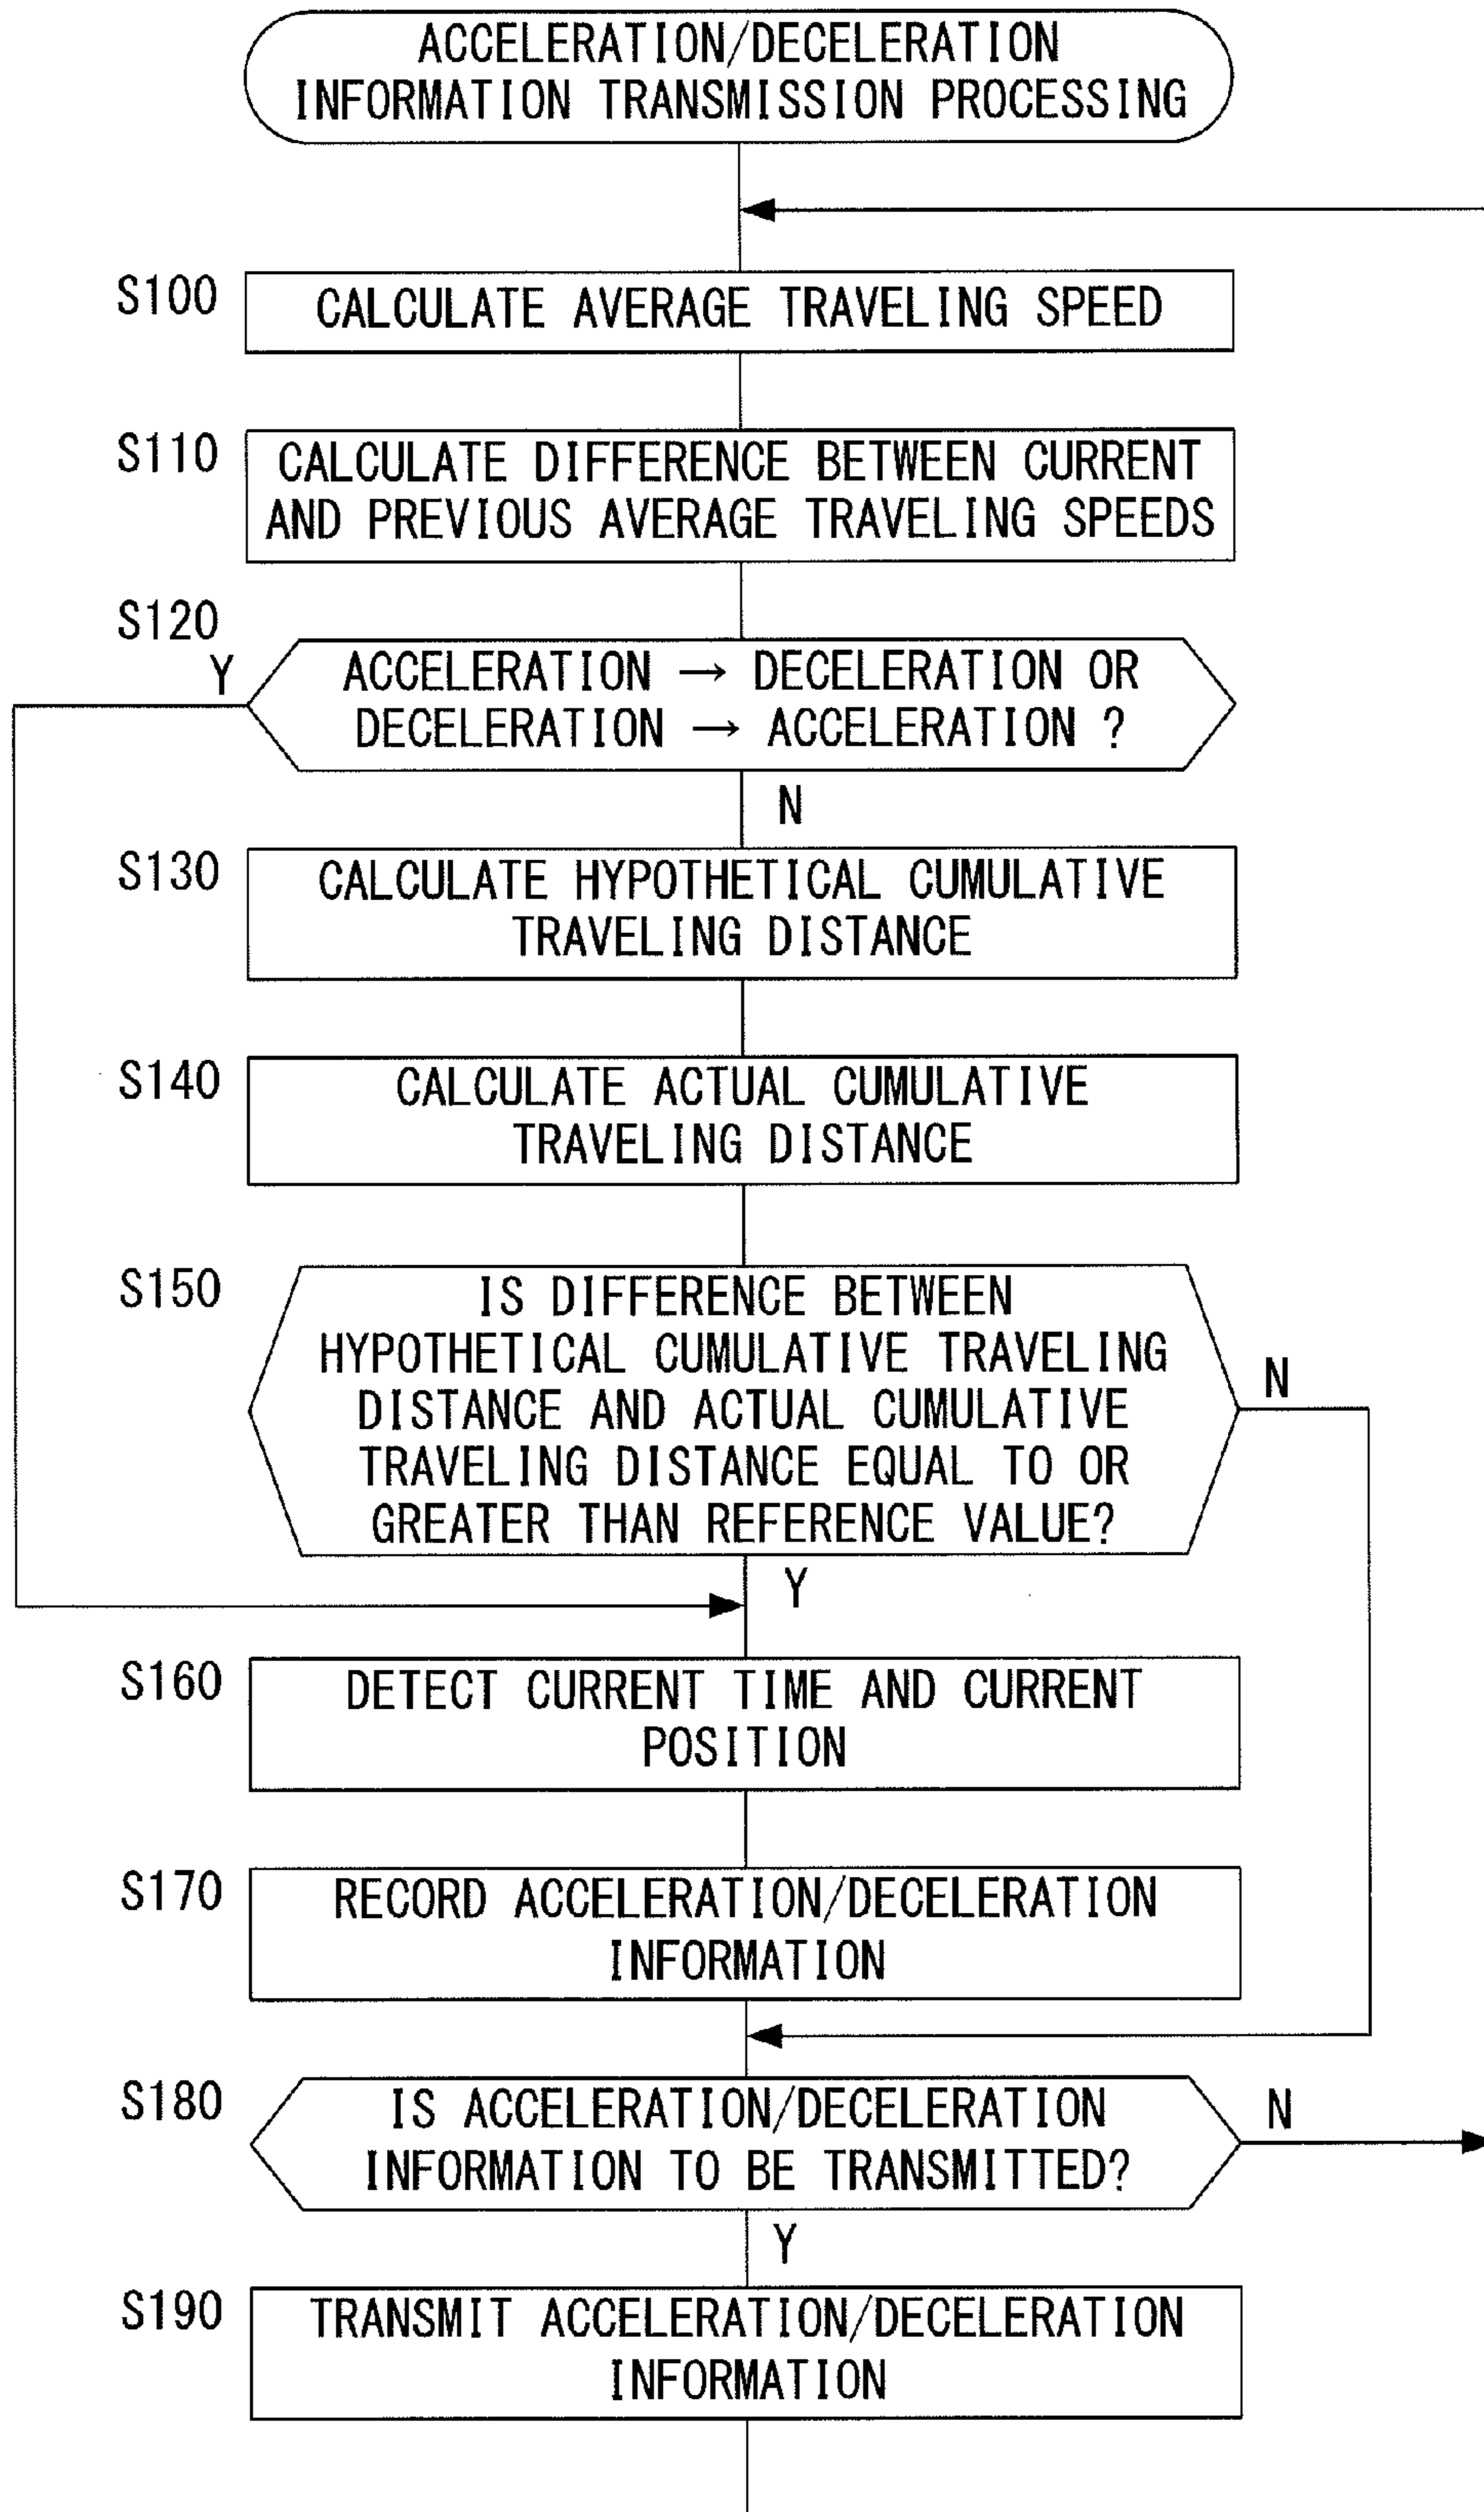 ACCELERATION/DECELERATION
INFORMATION TRANSMISSION PROCESSING
S100
CALCULATE AVERAGE TRAVELING SPEED
S110
CALCULATE DIFFERENCE BETWEEN CURRENT
AND PREVIOUS AVERAGE TRAVELING SPEEDS
S120
Y
ACCELERATION → DECELERATION OR
DECELERATION → ACCELERATION ?
N
S130
CALCULATE HYPOTHETICAL CUMULATIVE
TRAVELING DISTANCE
S140
CALCULATE ACTUAL CUMULATIVE
TRAVELING DISTANCE
S150
IS DIFFERENCE BETWEEN
HYPOTHETICAL CUMULATIVE TRAVELING
DISTANCE AND ACTUAL CUMULATIVE
TRAVELING DISTANCE EQUAL TO OR
GREATER THAN REFERENCE VALUE?
N
Y
S160
DETECT CURRENT TIME AND CURRENT
POSITION
S170
RECORD ACCELERATION/DECELERATION
INFORMATION
S180
IS ACCELERATION/DECELERATION
INFORMATION TO BE TRANSMITTED?
N
Y
S190
TRANSMIT ACCELERATION/DECELERATION
INFORMATION